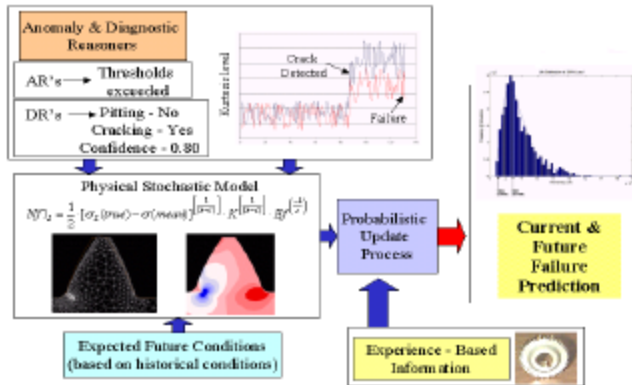 Anomaly & Diagnostic
Reasoners
AR's
Thresholds
exceeded
DR's
Pitting - No
Cracking - Yes
Confidence - 0.80
Kurtosis Level
Crack
Detected
Failure
Physical Stochastic Model
Probabilistic
Update
Process
Current &
Future
Failure
Prediction
Expected Future Conditions
(based on historical conditions)
Experience - Based
Information